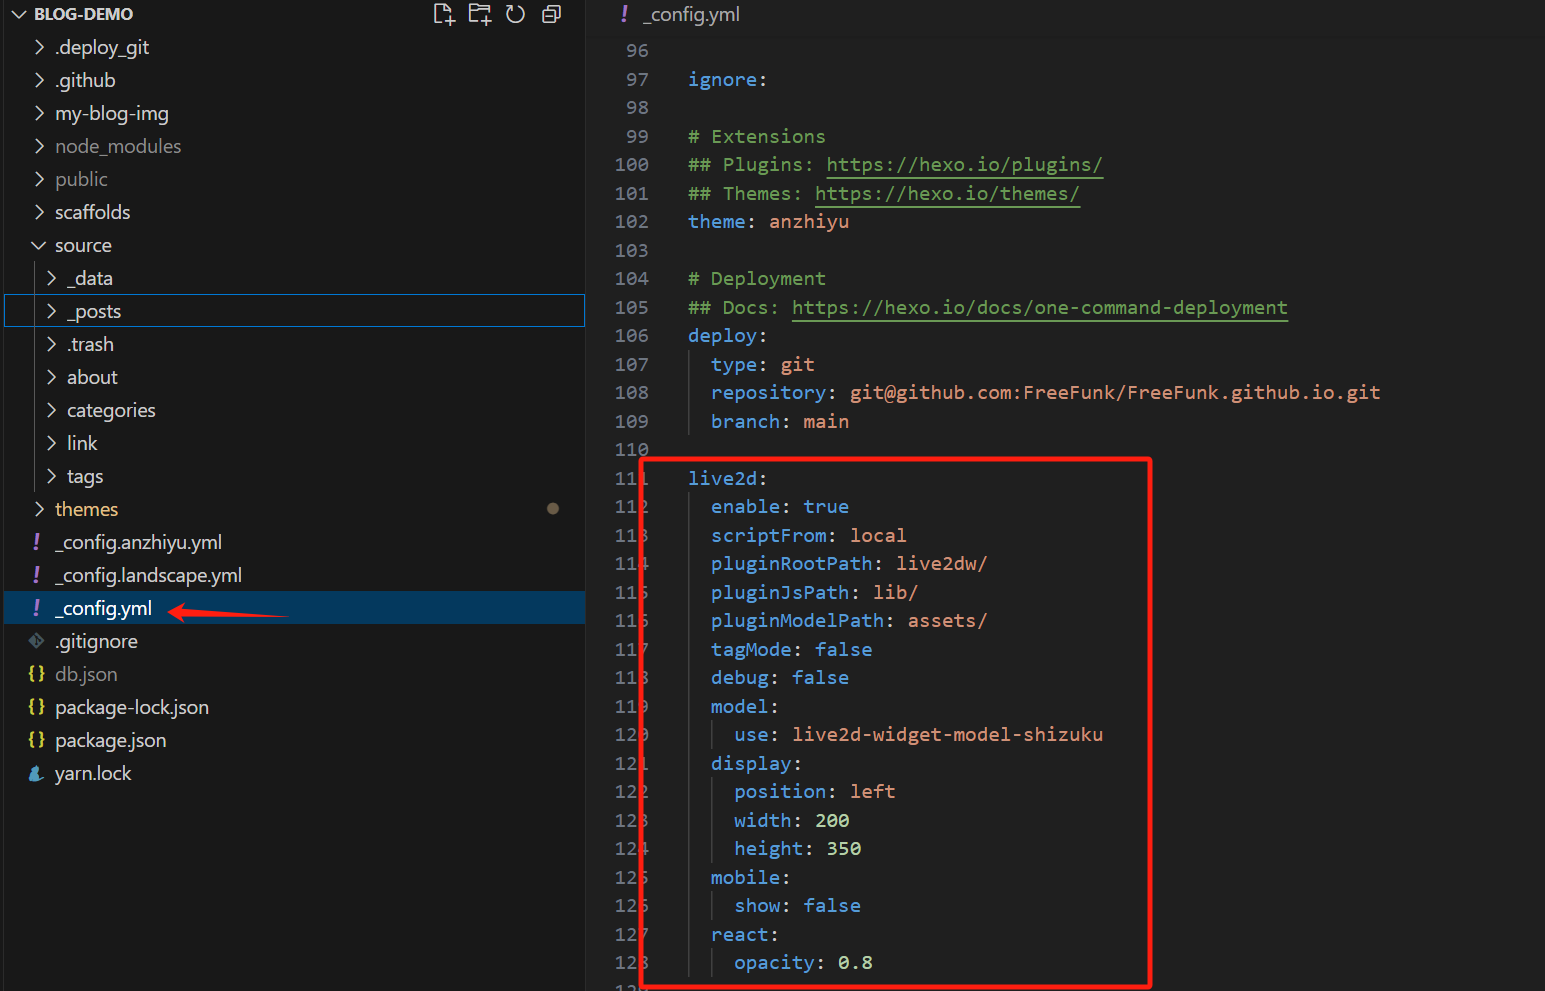 BLOG-DEMO
.deploy_git
.github
my-blog-img
node_modules
public
scaffolds
source
_data
_posts
.trash
about
categories
link
tags
themes
_config.anzhiyu.yml
_config.landscape.yml
_config.yml
.gitignore
db.json
package-lock.json
package.json
yarn.lock
! _config.yml
96
97 ignore:
98
99 # Extensions
100 ## Plugins: https://hexo.io/plugins/
101 ## Themes: https://hexo.io/themes/
102 theme: anzhiyu
103
104 # Deployment
105 ## Docs: https://hexo.io/docs/one-command-deployment
106 deploy:
107 type: git
108 repository: git@github.com:FreeFunk/FreeFunk.github.io.git
109 branch: main
110
111 live2d:
112 enable: true
113 scriptFrom: local
114 pluginRootPath: live2dw/
115 pluginJsPath: lib/
116 pluginModelPath: assets/
117 tagMode: false
118 debug: false
119 model:
120 use: live2d-widget-model-shizuku
121 display:
122 position: left
123 width: 200
124 height: 350
125 mobile:
126 show: false
127 react:
128 opacity: 0.8